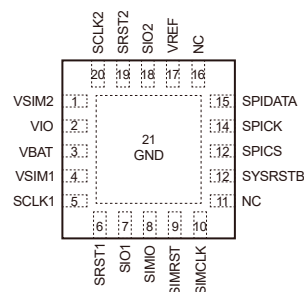 SCLK2
SRST2
SIO2
VREF
NC
20 19 18 17 16
VSIM2 1
VIO 2
VBAT 3
VSIM1 4
SCLK1 5
21
GND
15 SPIDATA
14 SPICK
12 SPICS
12 SYSRSTB
11 NC
6 7 8 9 10
SRST1
SIO1
SIMIO
SIMRST
SIMCLK